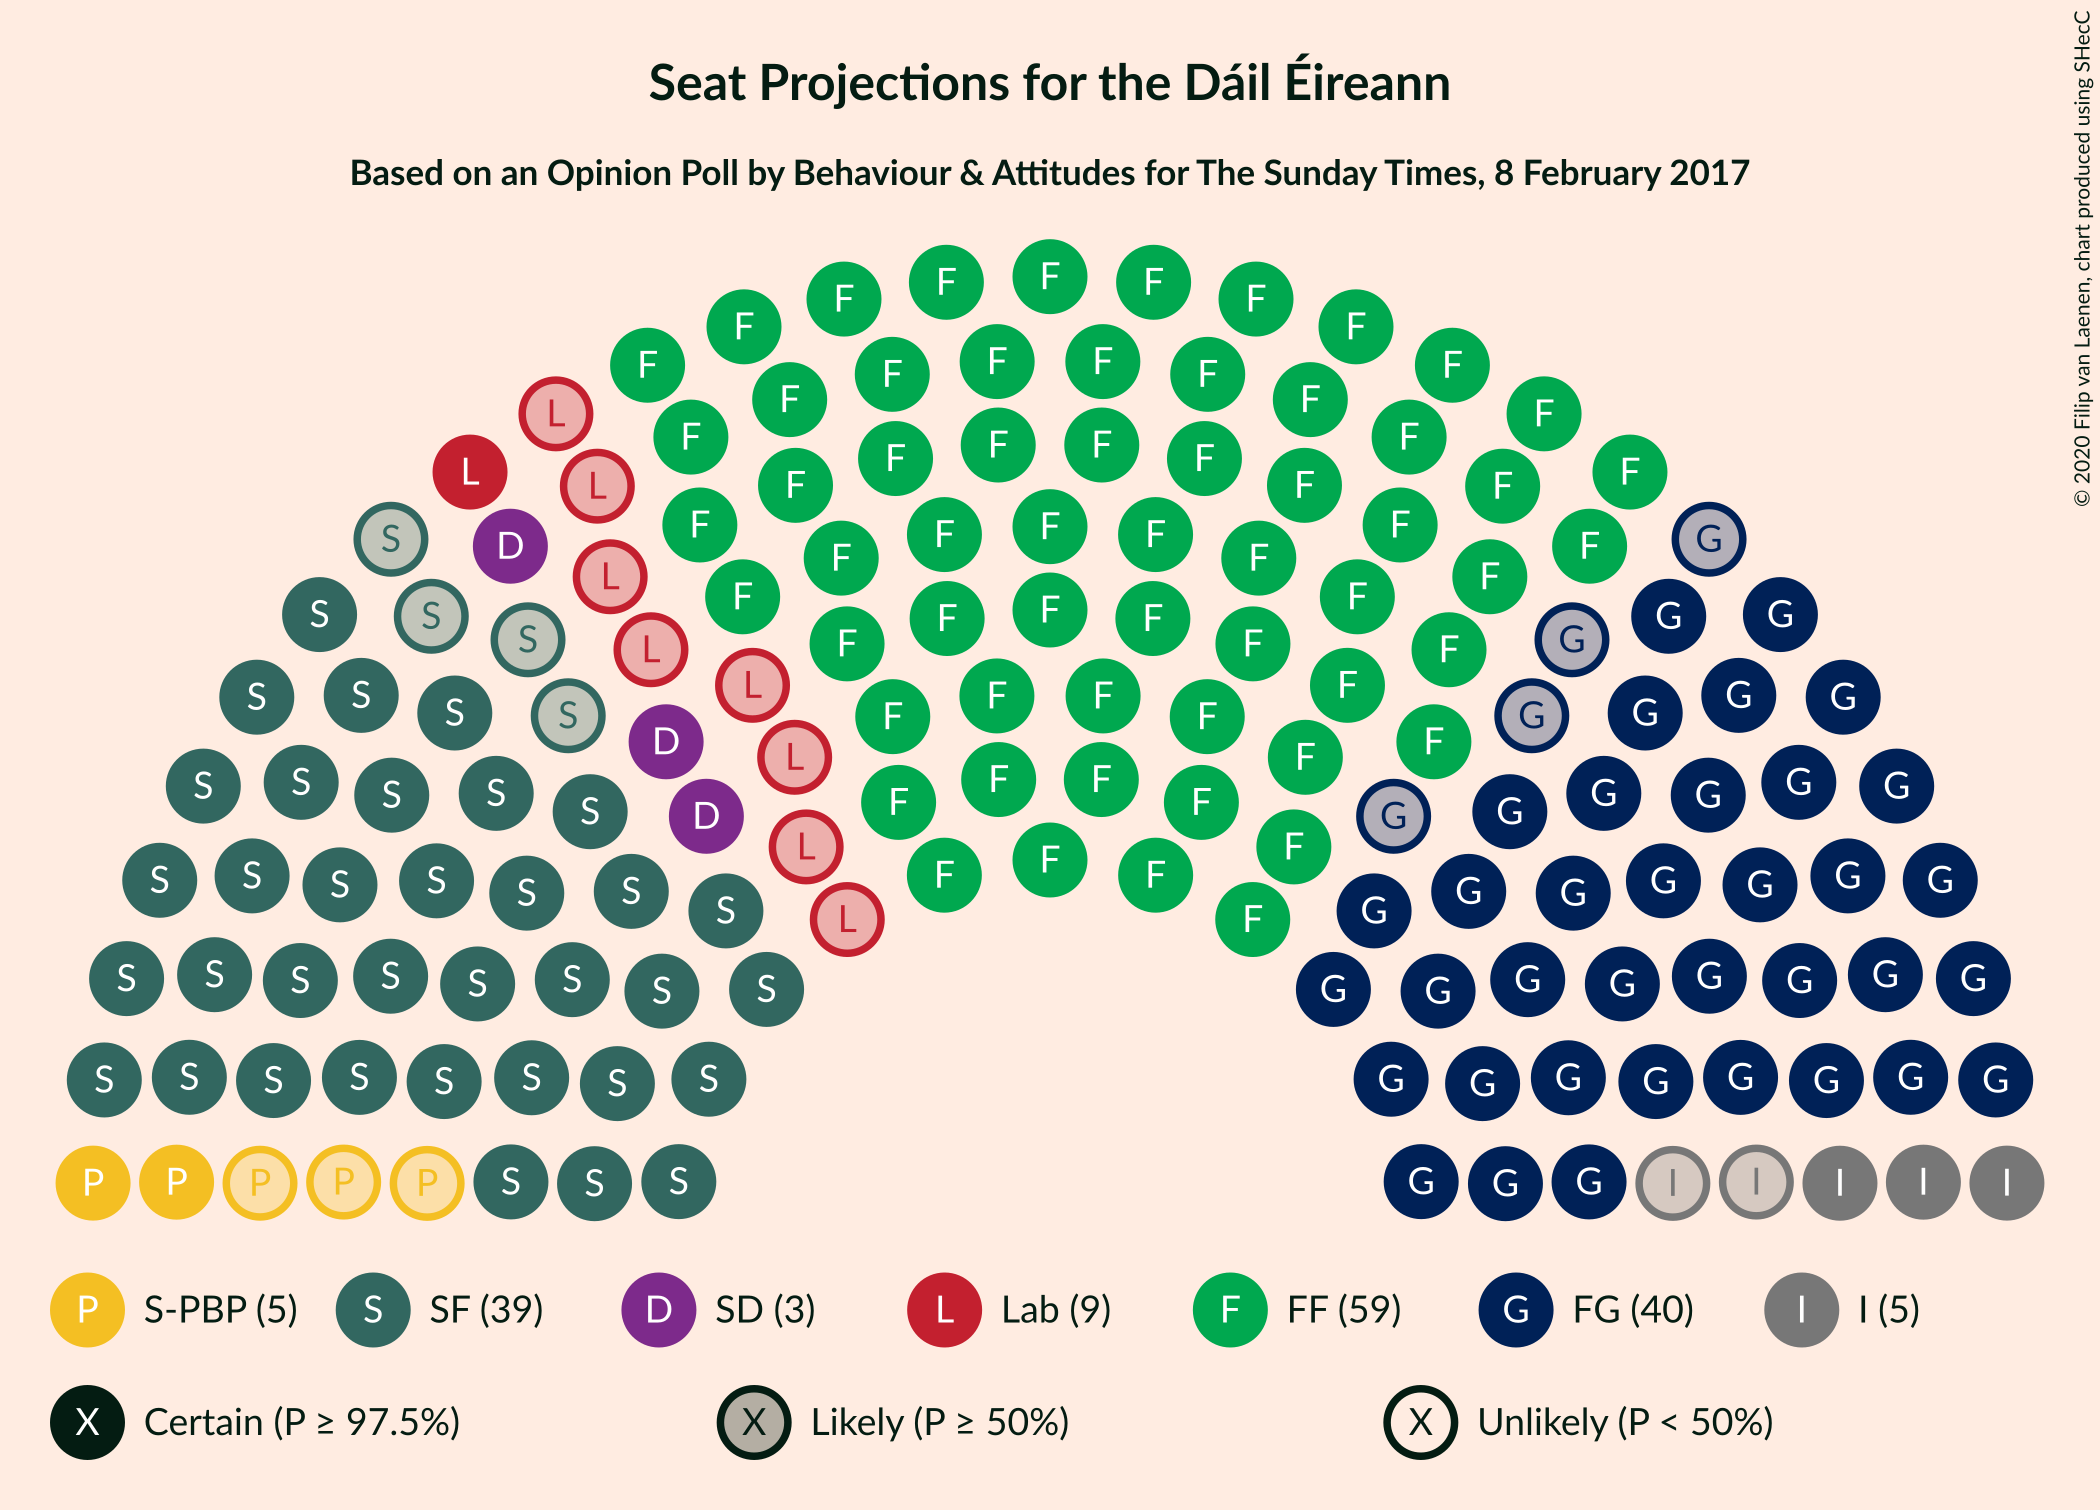 Seat Projections for the Dáil Éireann
Based on an Opinion Poll by Behaviour & Attitudes for The Sunday Times, 8 February 2017
© 2020 Filip van Laenen, chart produced using SHecC
F F F F F
F F F F
F F F F F F
L F F F F F F F F
L L F F F F F F F F
S D L F F F F F F F F F G
S S S L F F F F F F F F G G G
S S S S D L F F F F F F G G G G
S S S S S D L F F F F F G G G G G G
S S S S S S S L F F F F G G G G G G G
S S S S S S S S L F G G G G G G G G
S S S S S S S S G G G G G G G G
P P P P P S S S G G G I I I I I
P S-PBP (5) S SF (39) D SD (3) L Lab (9) F FF (59) G FG (40) I I (5)
X Certain (P ≥ 97.5%) X Likely (P ≥ 50%) X Unlikely (P < 50%)